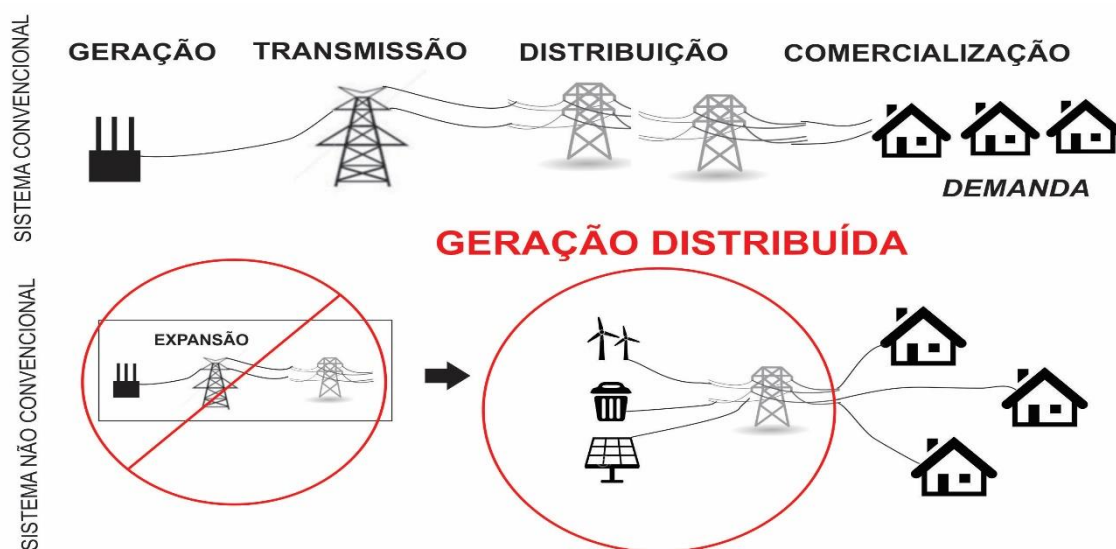 SISTEMA CONVENCIONAL
GERAÇÃO
TRANSMISSÃO
DISTRIBUIÇÃO
COMERCIALIZAÇÃO
DEMANDA
GERAÇÃO DISTRIBUÍDA
SISTEMA NÃO CONVENCIONAL
EXPANSÃO